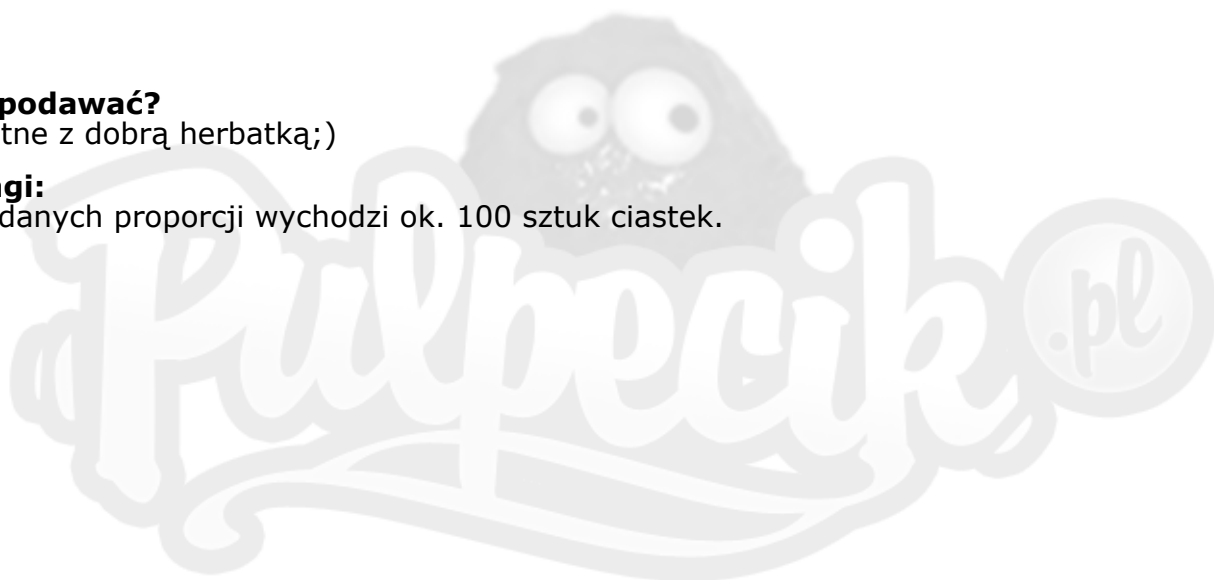 podawać?
tne z dobrą herbatką;)
gi:
danych proporcji wychodzi ok. 100 sztuk ciastek.
Pulpecik .pl